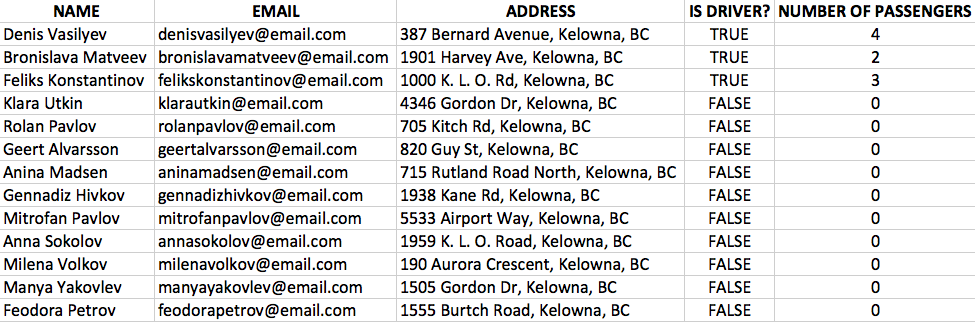 NAME EMAIL ADDRESS IS DRIVER? NUMBER OF PASSENGERS
Denis Vasilyev denisvasilyev@email.com 387 Bernard Avenue, Kelowna, BC TRUE 4
Bronislava Matveev bronislavamatveev@email.com 1901 Harvey Ave, Kelowna, BC TRUE 2
Feliks Konstantinov felikskonstantinov@email.com 1000 K. L. O. Rd, Kelowna, BC TRUE 3
Klara Utkin klarautkin@email.com 4346 Gordon Dr, Kelowna, BC FALSE 0
Rolan Pavlov rolanpavlov@email.com 705 Kitch Rd, Kelowna, BC FALSE 0
Geert Alvarsson geertalvarsson@email.com 820 Guy St, Kelowna, BC FALSE 0
Anina Madsen aninamadsen@email.com 715 Rutland Road North, Kelowna, BC FALSE 0
Gennadiz Hivkov gennadizhivkov@email.com 1938 Kane Rd, Kelowna, BC FALSE 0
Mitrofan Pavlov mitrofanpavlov@email.com 5533 Airport Way, Kelowna, BC FALSE 0
Anna Sokolov annasokolov@email.com 1959 K. L. O. Road, Kelowna, BC FALSE 0
Milena Volkov milenavolkov@email.com 190 Aurora Crescent, Kelowna, BC FALSE 0
Manya Yakovlev manyayakovlev@email.com 1505 Gordon Dr, Kelowna, BC FALSE 0
Feodora Petrov feodorapetrov@email.com 1555 Burtch Road, Kelowna, BC FALSE 0